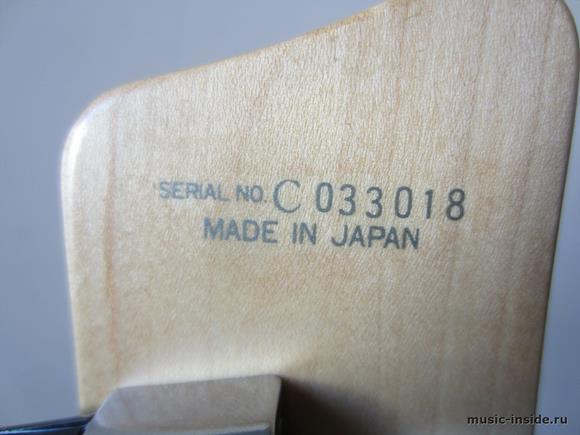 SERIAL NO. C 033018
MADE IN JAPAN
music-inside.ru